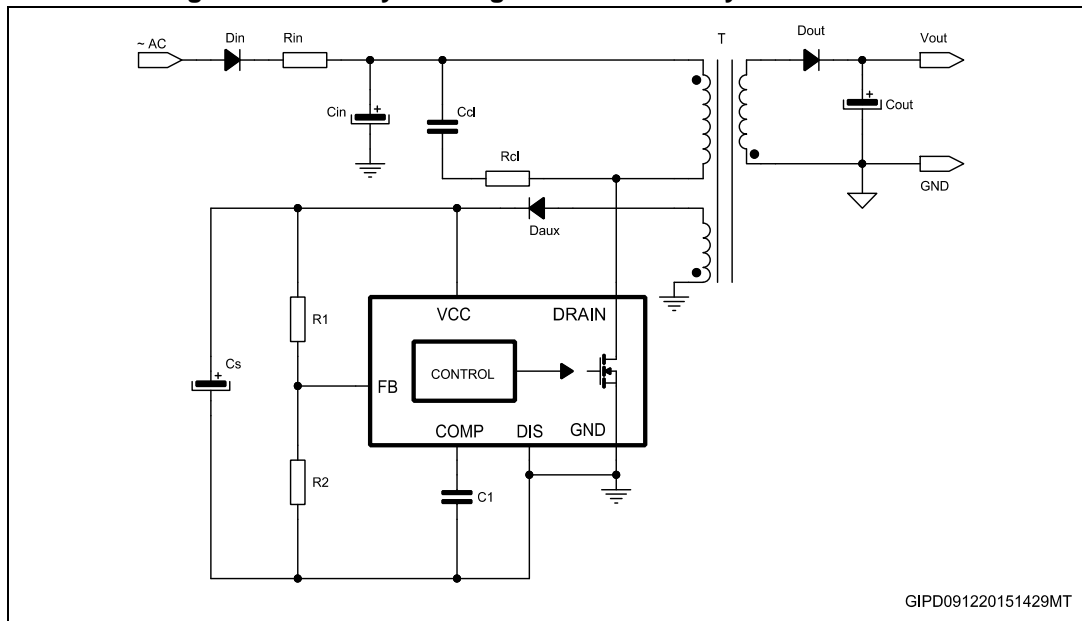 ~ AC
Din
Rin
T
Dout
Vout
Cin
+
Ccl
+
Cout
Rcl
GND
Daux
VCC
DRAIN
R1
Cs
+
CONTROL
FB
COMP
DIS
GND
R2
C1
GIPD091220151429MT